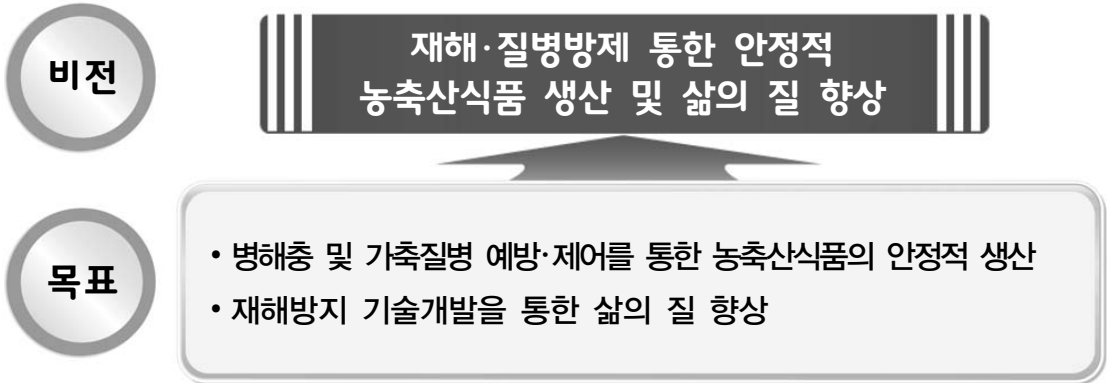 비전
재해·질병방제 통한 안정적
농축산식품 생산 및 삶의 질 향상
목표
• 병해충 및 가축질병 예방·제어를 통한 농축산식품의 안정적 생산
• 재해방지 기술개발을 통한 삶의 질 향상